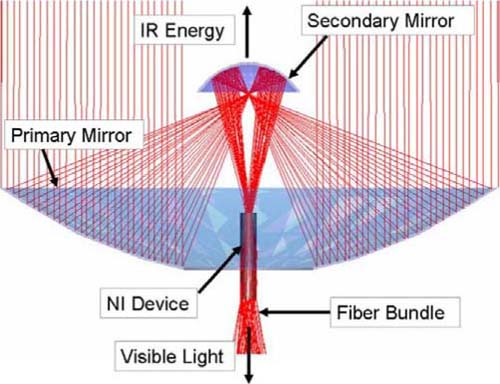 IR Energy
Secondary Mirror
Primary Mirror
NI Device
Fiber Bundle
Visible Light